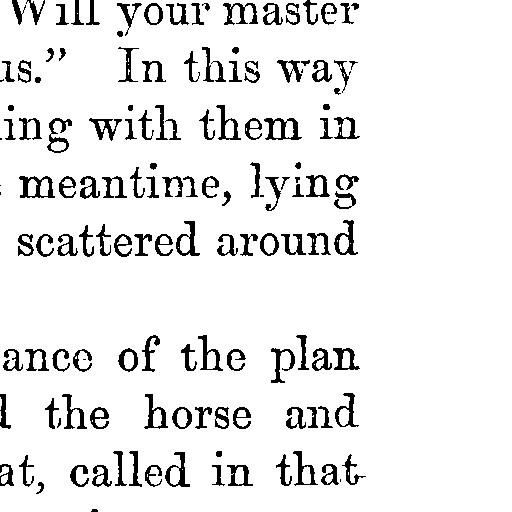 Will your master
us.” In this way
ing with them in
meantime, lying
scattered around
ance of the plan
the horse and
at, called in that